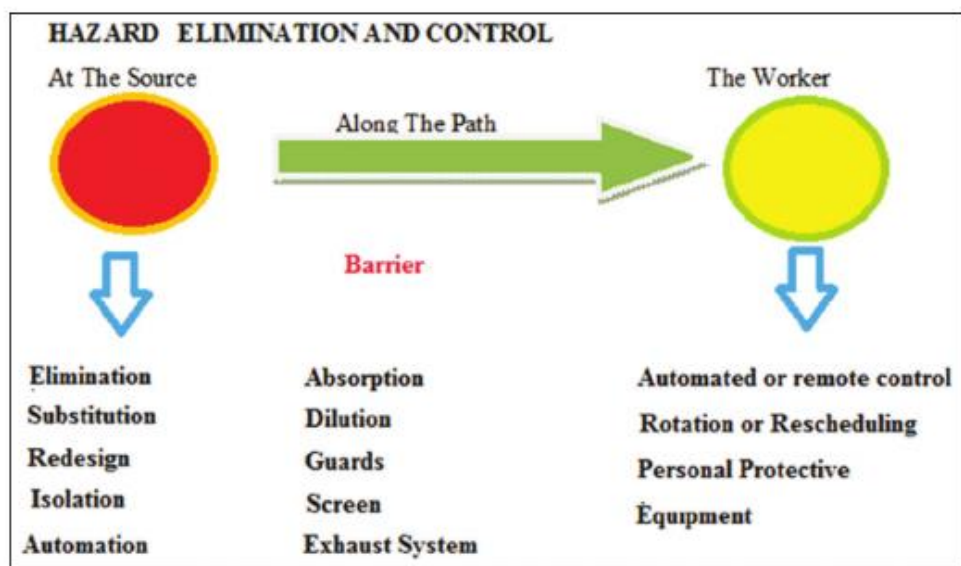 HAZARD ELIMINATION AND CONTROL
At The Source
Along The Path
The Worker
Barrier
Elimination
Substitution
Redesign
Isolation
Automation
Absorption
Dilution
Guards
Screen
Exhaust System
Automated or remote control
Rotation or Rescheduling
Personal Protective
Equipment